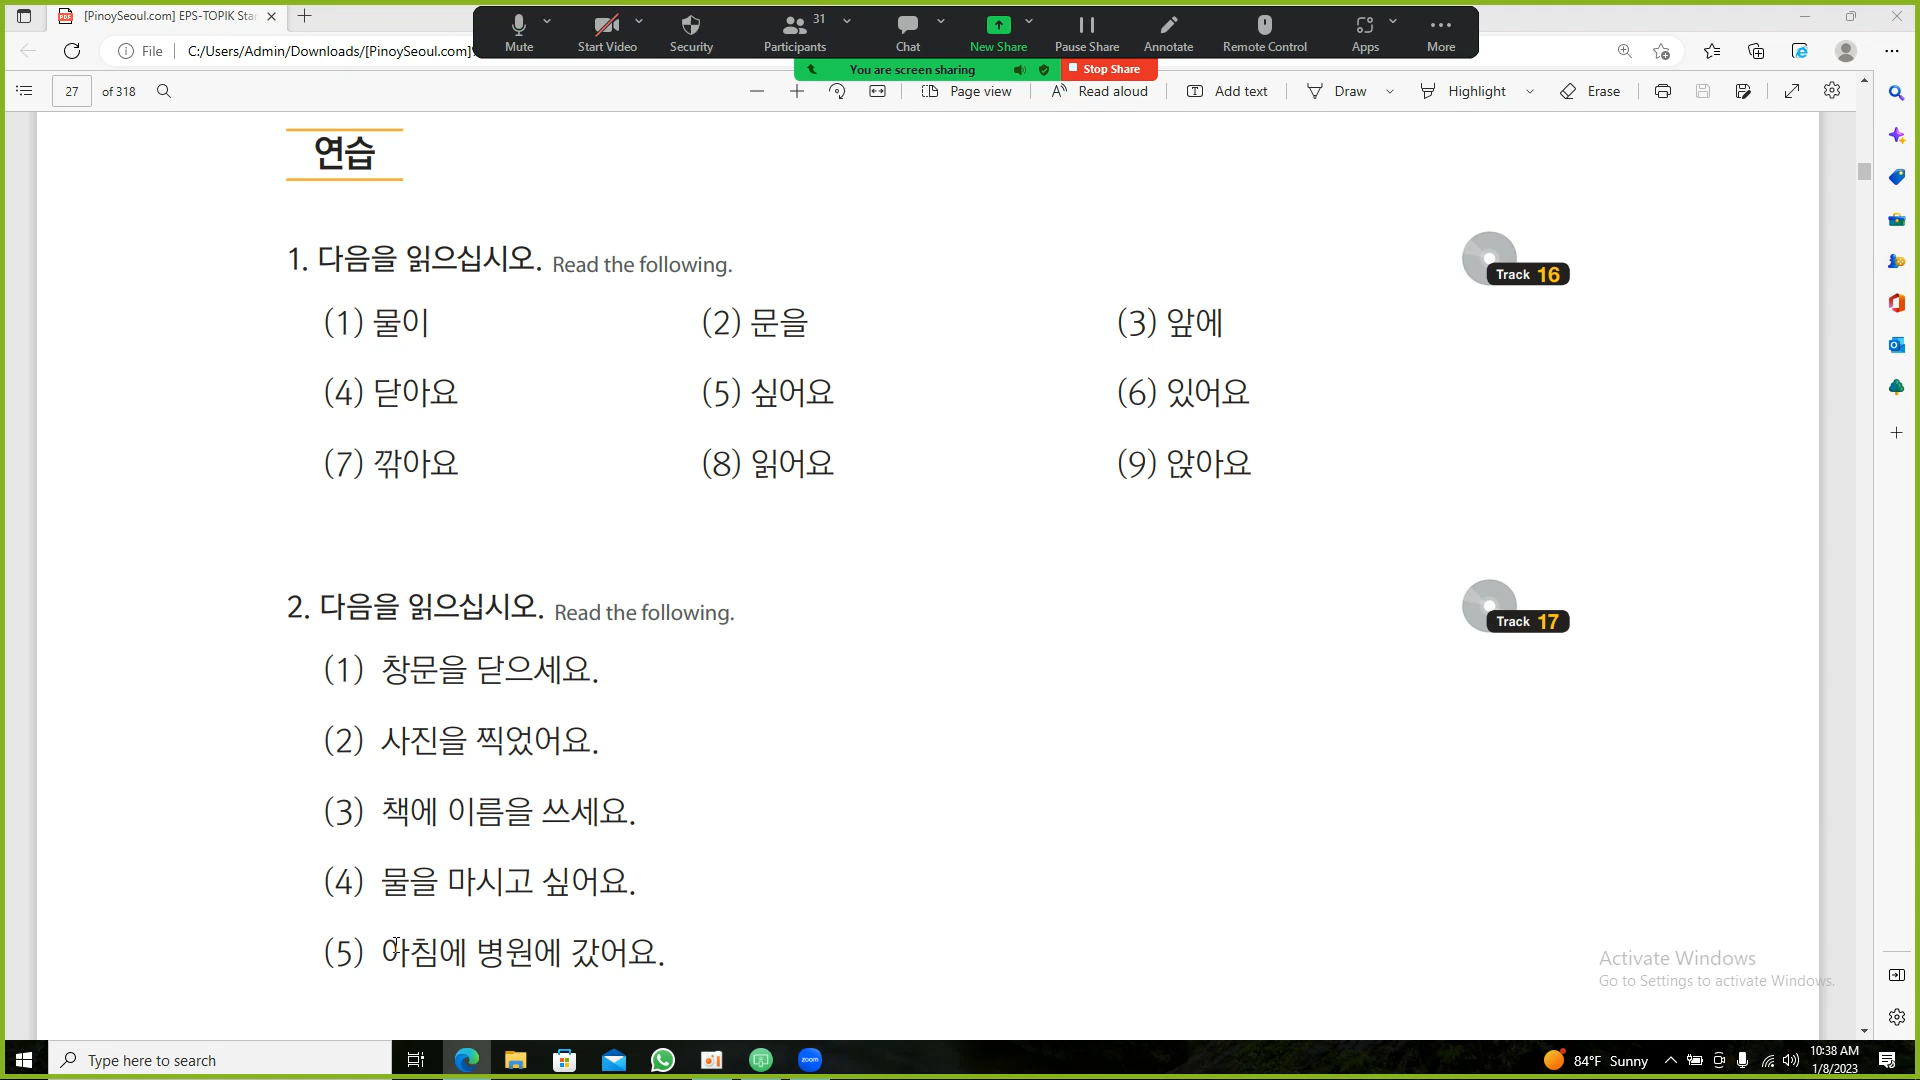 [PinoySeoul.com] EPS-TOPIK Sta
Mute
Start Video
Security
31
Participants
Chat
New Share
Pause Share
Annotate
Remote Control
Apps
More
File
C:/Users/Admin/Downloads/[PinoySeoul.com]
You are screen sharing
Stop Share
27 of 318
Page view
Read aloud
Add text
Draw
Highlight
Erase
연습
1. 다음을 읽으십시오. Read the following.
Track 16
(1) 물이 (2) 문을 (3) 앞에
(4) 닫아요 (5) 싶어요 (6) 있어요
(7) 깎아요 (8) 읽어요 (9) 앉아요
2. 다음을 읽으십시오. Read the following.
Track 17
(1) 창문을 닫으세요.
(2) 사진을 찍었어요.
(3) 책에 이름을 쓰세요.
(4) 물을 마시고 싶어요.
(5) 아침에 병원에 갔어요.
Activate Windows
Go to Settings to activate Windows.
Type here to search
zoom
84°F Sunny
10:38 AM
1/8/2023